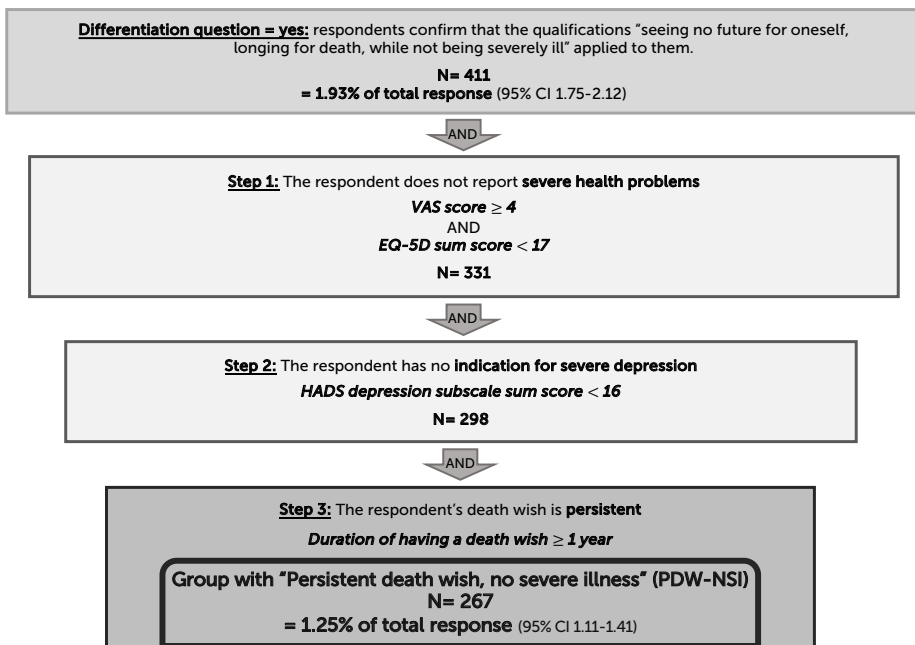 Differentiation question = yes: respondents confirm that the qualifications “seeing no future for oneself,
longing for death, while not being severely ill” applied to them.
N= 411
= 1.93% of total response (95% CI 1.75-2.12)
AND
Step 1: The respondent does not report severe health problems
VAS score ≥ 4
AND
EQ-5D sum score < 17
N= 331
AND
Step 2: The respondent has no indication for severe depression
HADS depression subscale sum score < 16
N= 298
AND
Step 3: The respondent’s death wish is persistent
Duration of having a death wish ≥ 1 year
Group with “Persistent death wish, no severe illness” (PDW-NSI)
N= 267
= 1.25% of total response (95% CI 1.11-1.41)